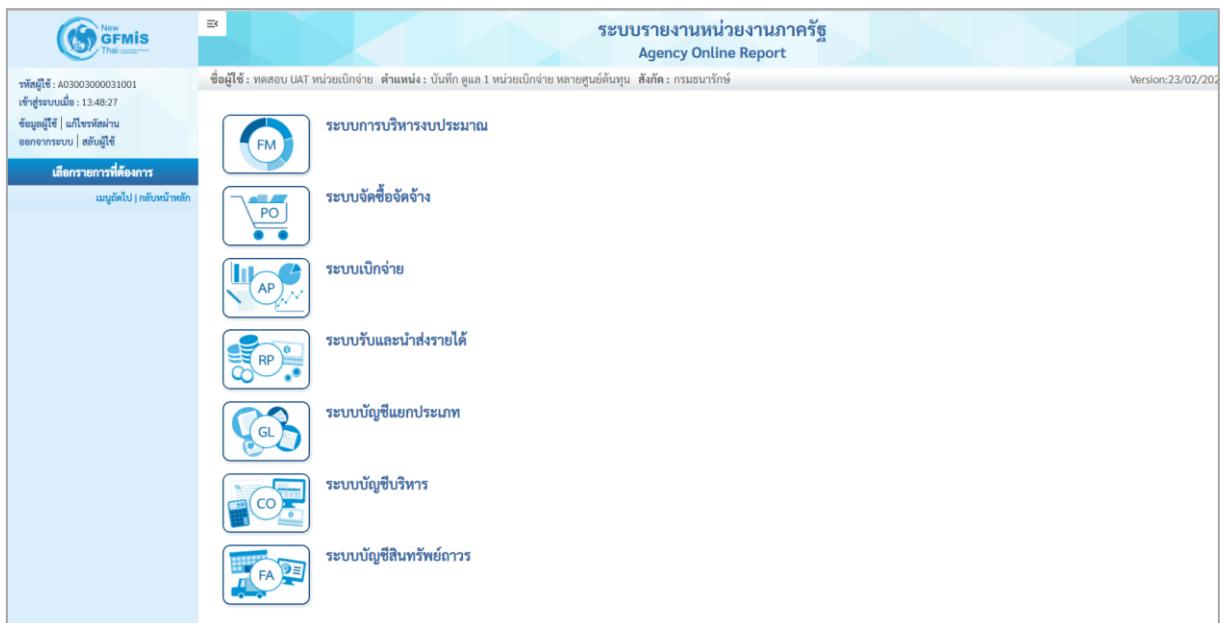 New
GFMIS
Thai
ระบบรายงานหน่วยงานภาครัฐ
Agency Online Report
รหัสผู้ใช้ : A03003000031001
เข้าสู่ระบบเมื่อ : 13:48:27
ข้อมูลผู้ใช้ | แก้ไขรหัสผ่าน
ออกจากระบบ | สลับผู้ใช้
เลือกรายการที่ต้องการ
เมนูถัดไป | กลับหน้าหลัก
ชื่อผู้ใช้ : ทดสอบ UAT หน่วยเบิกจ่าย ตำแหน่ง : บันทึก ดูแล 1 หน่วยเบิกจ่าย หลายศูนย์ต้นทุน สังกัด : กรมธนารักษ์ Version:23/02/202
FM ระบบการบริหารงบประมาณ
PO ระบบจัดซื้อจัดจ้าง
AP ระบบเบิกจ่าย
RP ระบบรับและนำส่งรายได้
GL ระบบบัญชีแยกประเภท
CO ระบบบัญชีบริหาร
FA ระบบบัญชีสินทรัพย์ถาวร